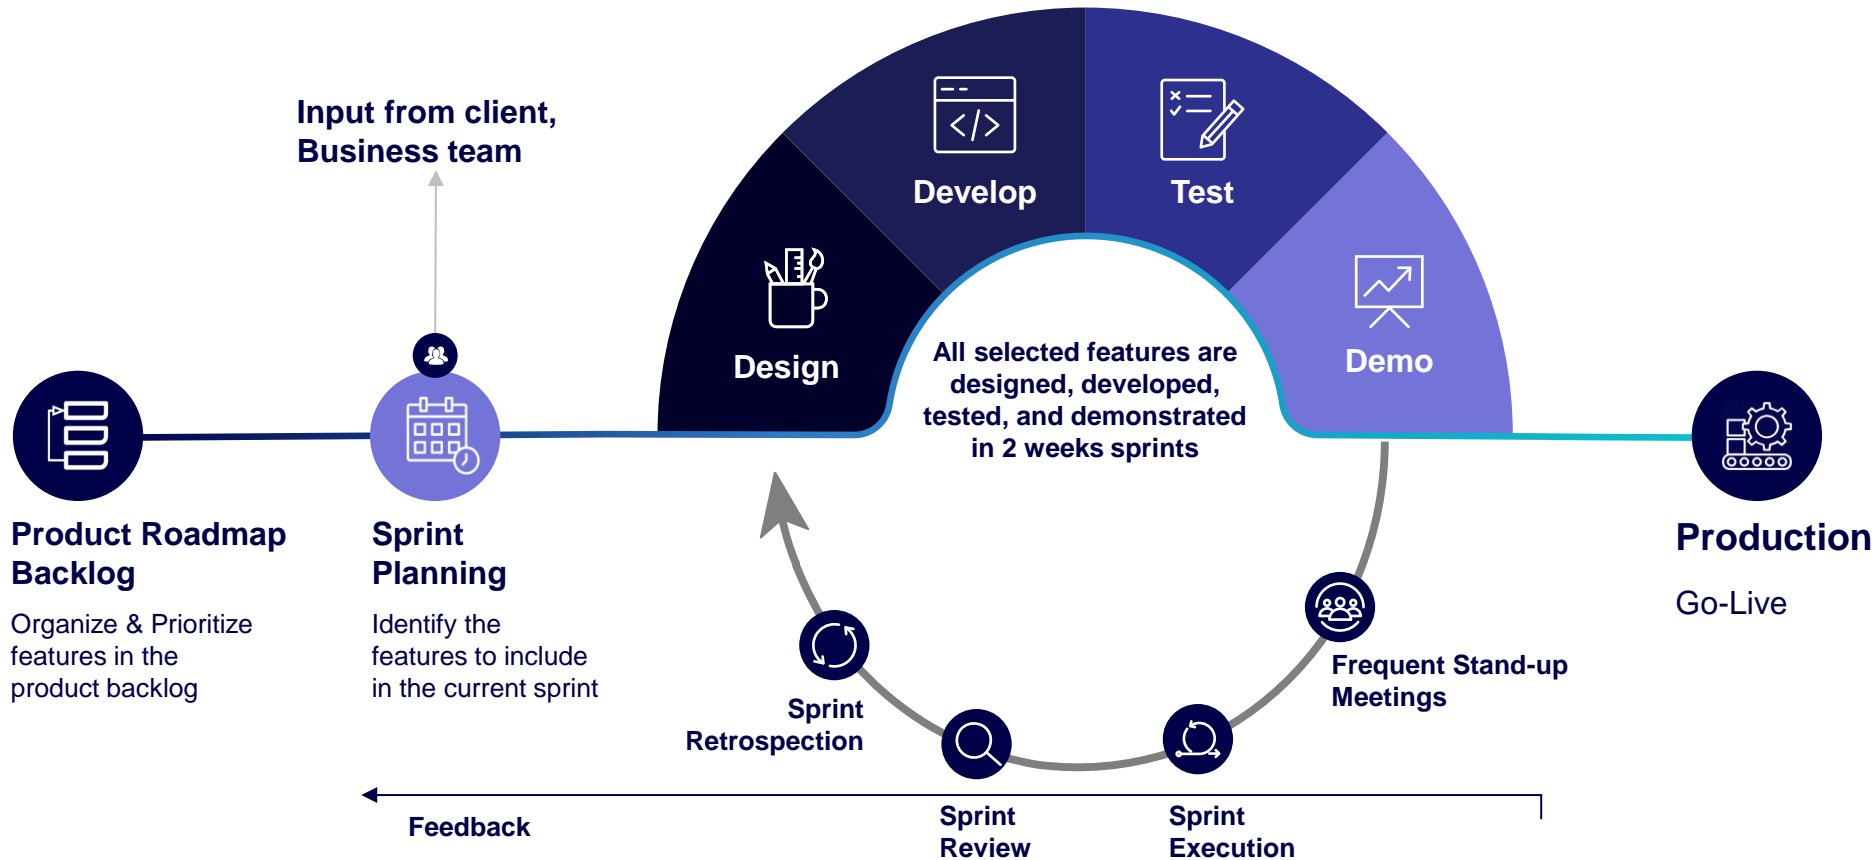 Input from client,
Business team
Design
Develop
Test
Demo
All selected features are
designed, developed,
tested, and demonstrated
in 2 weeks sprints
Product Roadmap
Backlog
Organize & Prioritize
features in the
product backlog
Sprint
Planning
Identify the
features to include
in the current sprint
Production
Go-Live
Frequent Stand-up
Meetings
Sprint
Execution
Sprint
Review
Sprint
Retrospection
Feedback